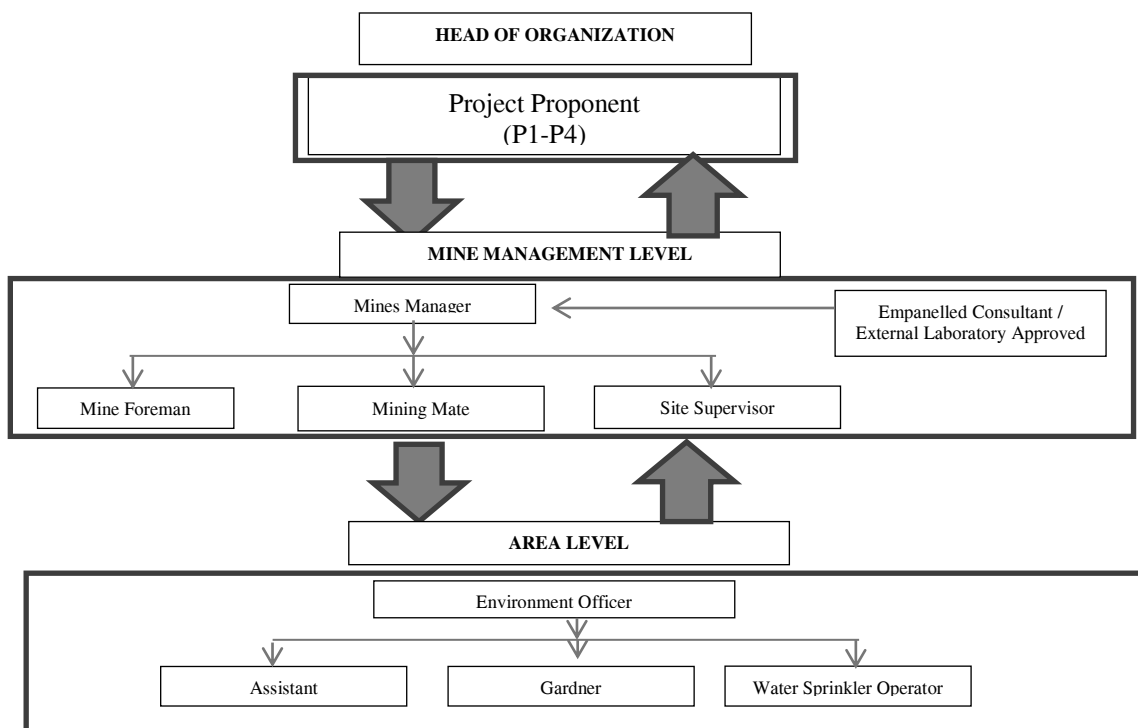 HEAD OF ORGANIZATION
Project Proponent
(P1-P4)
MINE MANAGEMENT LEVEL
Mines Manager
Empanelled Consultant /
External Laboratory Approved
Mine Foreman
Mining Mate
Site Supervisor
AREA LEVEL
Environment Officer
Assistant
Gardner
Water Sprinkler Operator